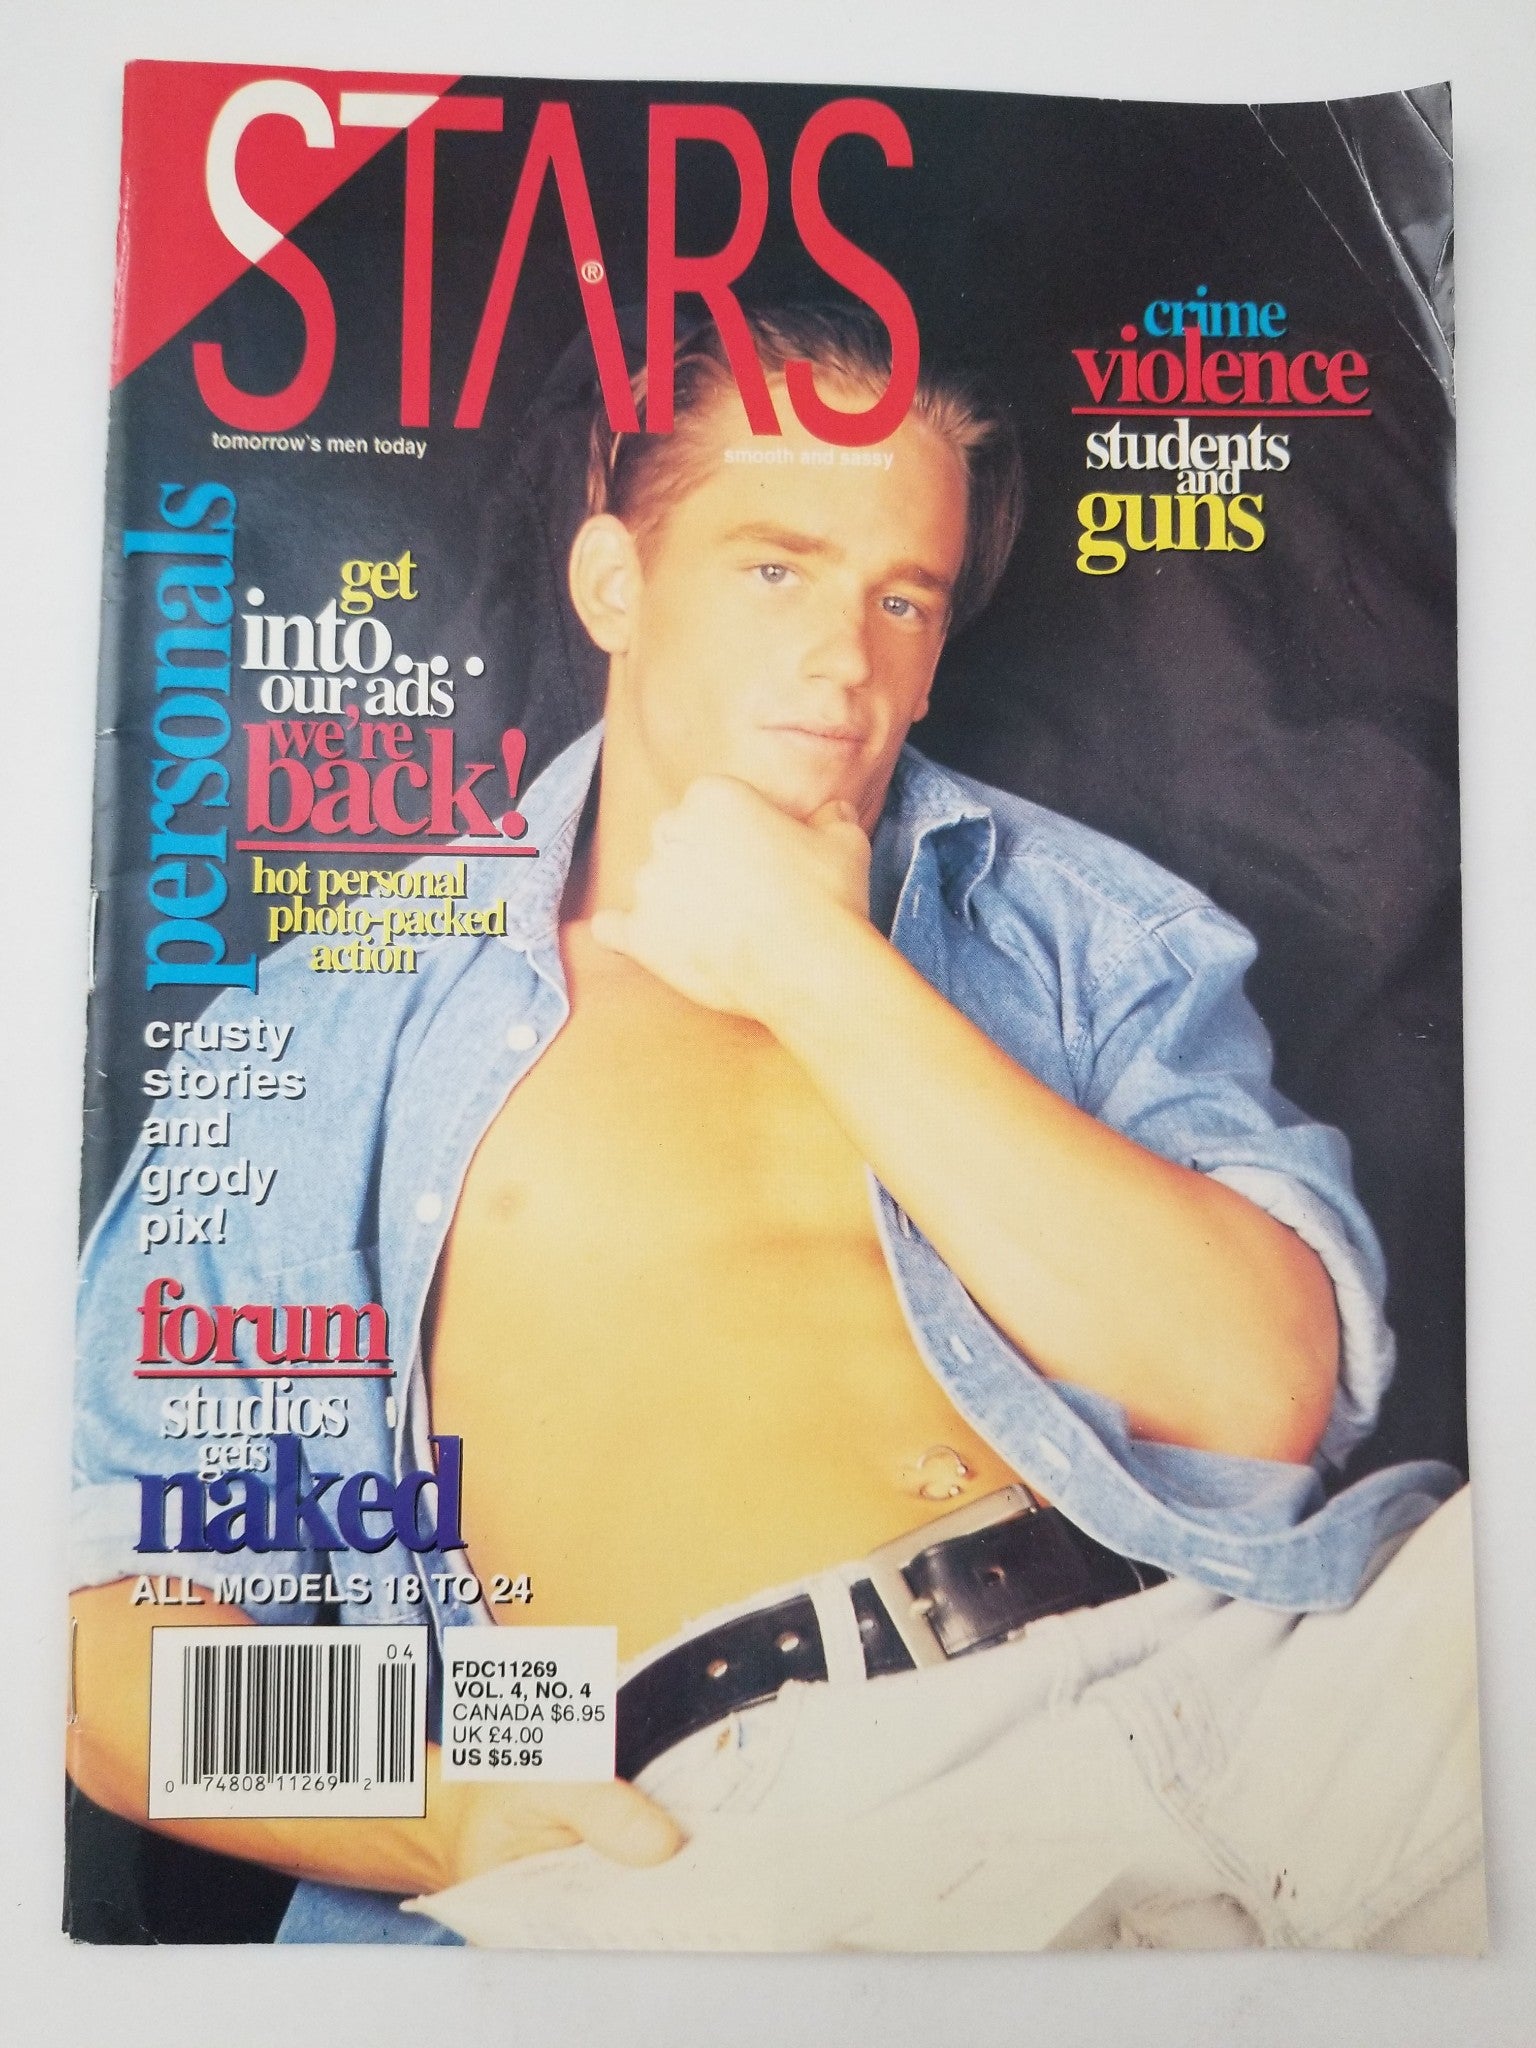 STARS
®
tomorrow's men today
smooth and sassy
crime
violence
students
and
guns
personals
get
into...
our ads
we're
back!
hot personal
photo-packed
action
crusty
stories
and
grody
pix!
forum
studios
gets
naked
ALL MODELS 18 TO 24
04
0 74808 11269 2
FDC11269
VOL. 4, NO. 4
CANADA $6.95
UK £4.00
US $5.95